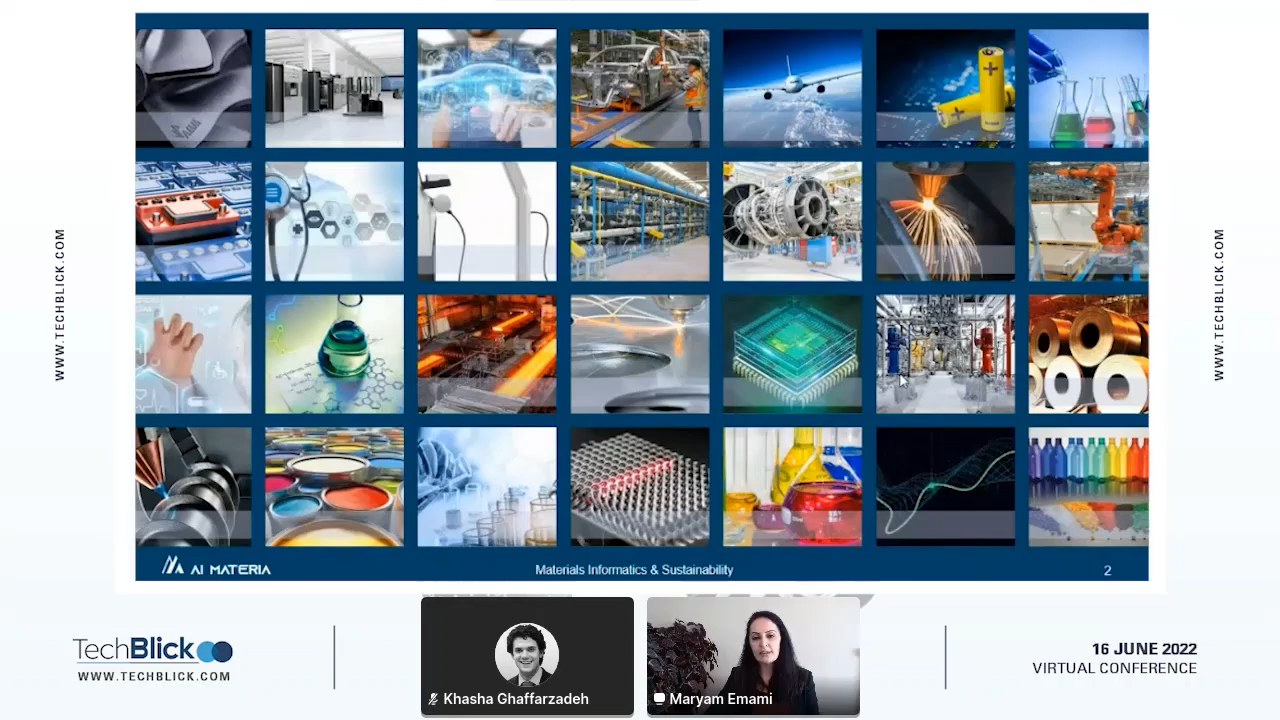 WWW.TECHBLICK.COM
WWW.TECHBLICK.COM
AI MATERIA
Materials Informatics & Sustainability
2
TechBlick
WWW.TECHBLICK.COM
Khasha Ghaffarzadeh
Maryam Emami
16 JUNE 2022
VIRTUAL CONFERENCE